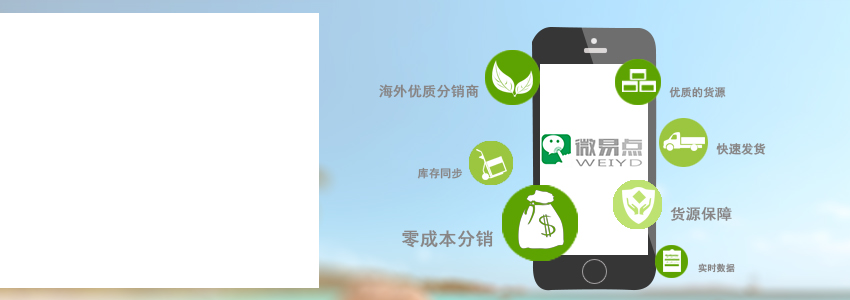 海外优质分销商
优质的货源
微易点
WEIYD
快速发货
库存同步
货源保障
零成本分销
$
实时数据